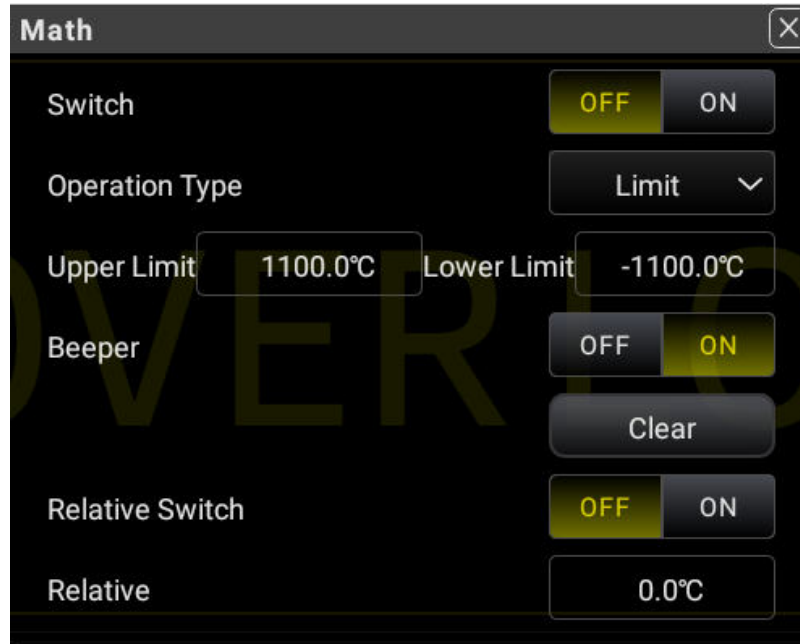 Math
Switch OFF ON
Operation Type Limit
Upper Limit 1100.0℃ Lower Limit -1100.0℃
Beeper OFF ON
Clear
Relative Switch OFF ON
Relative 0.0℃